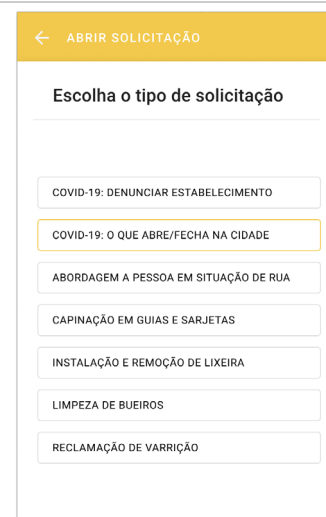 ABRIR SOLICITAÇÃO
Escolha o tipo de solicitação
COVID-19: DENUNCIAR ESTABELECIMENTO
COVID-19: O QUE ABRE/FECHA NA CIDADE
ABORDAGEM A PESSOA EM SITUAÇÃO DE RUA
CAPINAÇÃO EM GUIAS E SARJETAS
INSTALAÇÃO E REMOÇÃO DE LIXEIRA
LIMPEZA DE BUEIROS
RECLAMAÇÃO DE VARRIÇÃO